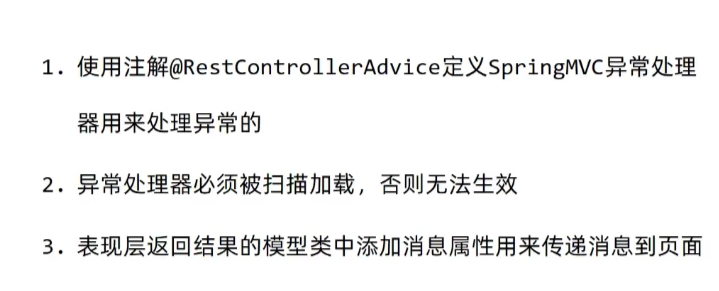 1. 使用注解@RestControllerAdvice定义SpringMVC异常处理
器用来处理异常的
2. 异常处理器必须被扫描加载，否则无法生效
3. 表现层返回结果的模型类中添加消息属性用来传递消息到页面